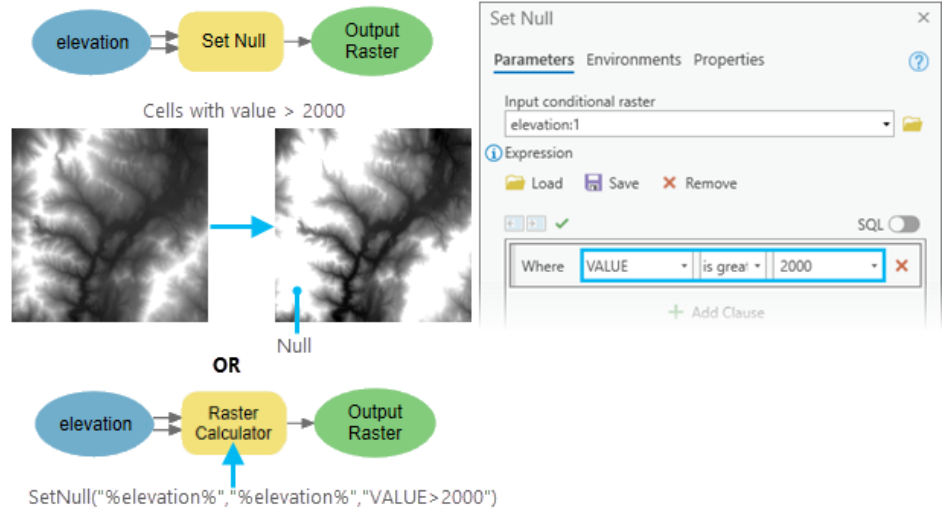 elevation
Set Null
Output
Raster
Cells with value > 2000
Null
OR
elevation
Raster
Calculator
Output
Raster
SetNull("%elevation%","%elevation%","VALUE>2000")
Set Null
Parameters Environments Properties
Input conditional raster
elevation:1
Expression
Load Save Remove
SQL
Where VALUE is great 2000
Add Clause